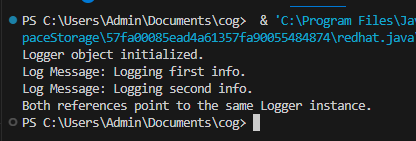 PS C:\Users\Admin\Documents\cog>  & 'C:\Program Files\Jav
paceStorage\57fa00085ead4a61357fa90055484874\redhat.java\
Logger object initialized.
Log Message: Logging first info.
Log Message: Logging second info.
Both references point to the same Logger instance.
PS C:\Users\Admin\Documents\cog>